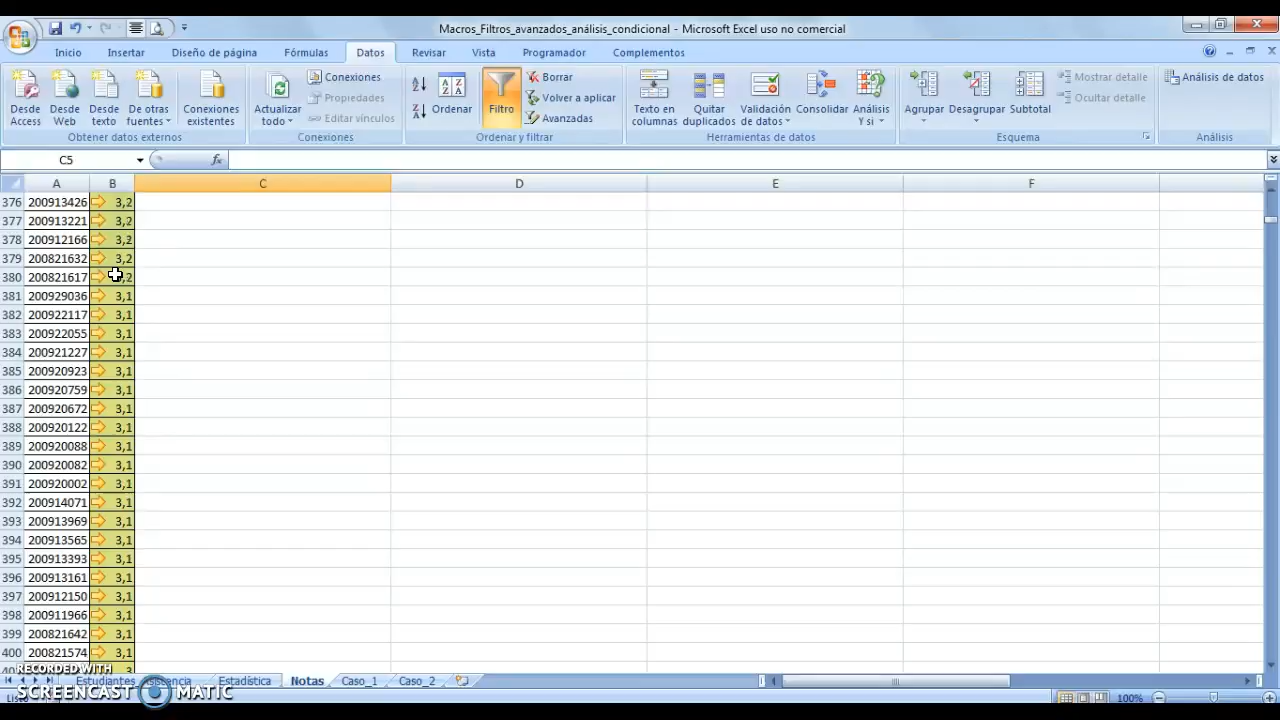 Macros_Filtros_avanzados_análisis_condicional - Microsoft Excel uso no comercial
Inicio Insertar Diseño de página Fórmulas Datos Revisar Vista Programador Complementos
Desde Access
Desde Web
Desde texto
De otras fuentes
Conexiones existentes
Obtener datos externos
Actualizar todo
Conexiones
Propiedades
Editar vínculos
Conexiones
Ordenar
Filtro
Borrar
Volver a aplicar
Avanzadas
Ordenar y filtrar
Texto en columnas
Quitar duplicados
Validación de datos
Consolidar
Análisis Y si
Herramientas de datos
Agrupar
Desagrupar
Subtotal
Mostrar detalle
Ocultar detalle
Esquema
Análisis de datos
Análisis
C5 fx
A B C D E F
376 200913426 3,2
377 200913221 3,2
378 200912166 3,2
379 200821632 3,2
380 200821617 ,2
381 200929036 3,1
382 200922117 3,1
383 200922055 3,1
384 200921227 3,1
385 200920923 3,1
386 200920759 3,1
387 200920672 3,1
388 200920122 3,1
389 200920088 3,1
390 200920082 3,1
391 200920002 3,1
392 200914071 3,1
393 200913969 3,1
394 200913565 3,1
395 200913393 3,1
396 200913161 3,1
397 200912150 3,1
398 200911966 3,1
399 200821642 3,1
400 200821574 3,1
Estudiantes Estadística Notas Caso_1 Caso_2
RECORDED WITH
SCREENCAST MATIC
100%